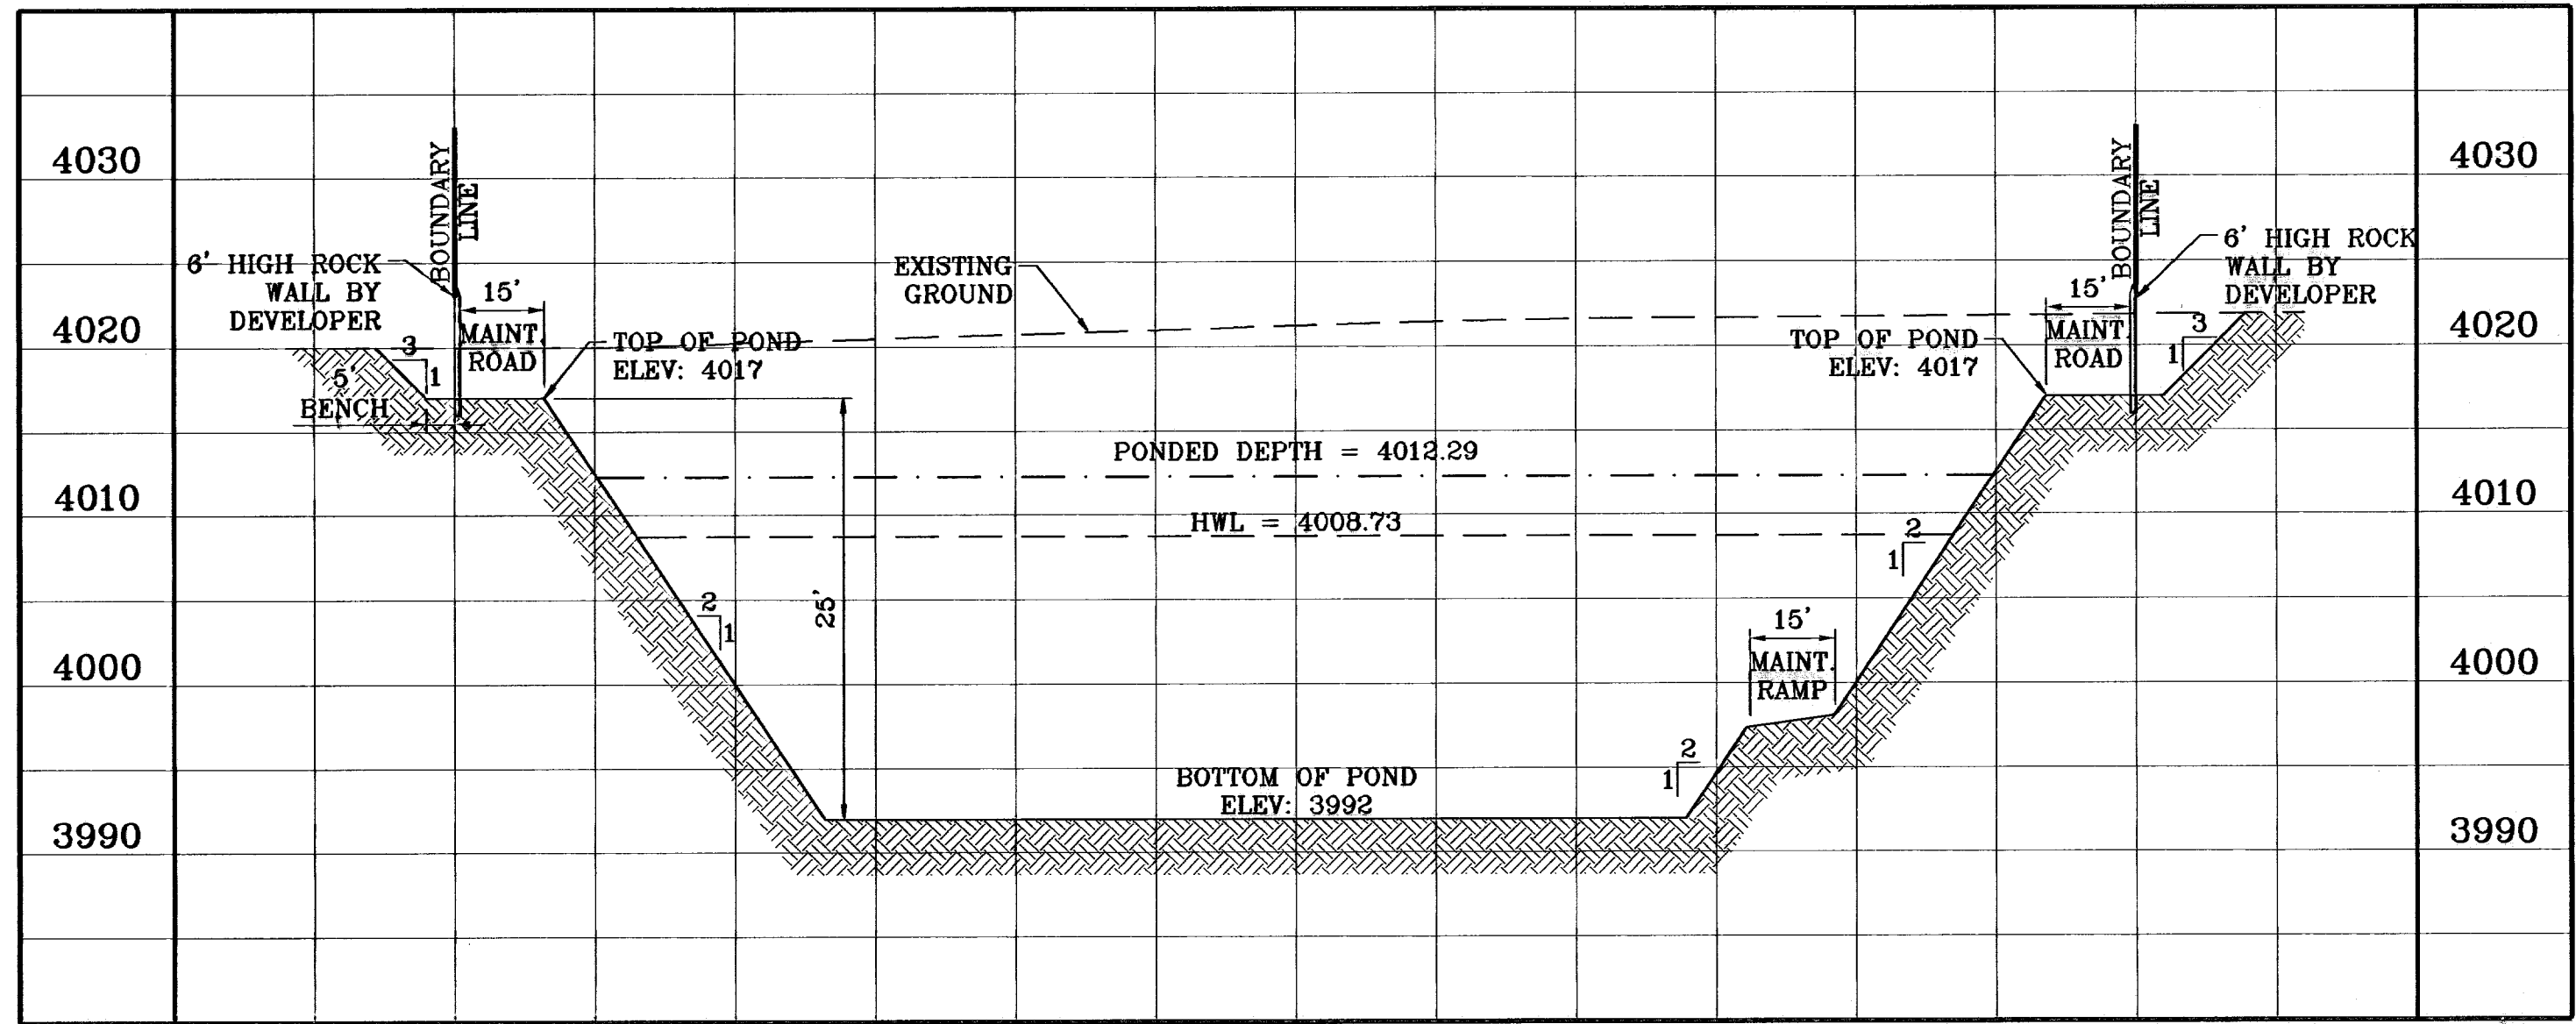 4030
4020
4010
4000
3990
BOUNDARY
LINE
6' HIGH ROCK
WALL BY
DEVELOPER
15'
MAINT.
ROAD
3
1
5'
BENCH
TOP OF POND
ELEV: 4017
EXISTING
GROUND
PONDED DEPTH = 4012.29
HWL = 4008.73
2
1
25'
BOTTOM OF POND
ELEV: 3992
2
1
15'
MAINT.
RAMP
2
1
TOP OF POND
ELEV: 4017
15'
MAINT.
ROAD
BOUNDARY
LINE
6' HIGH ROCK
WALL BY
DEVELOPER
3
1
4030
4020
4010
4000
3990